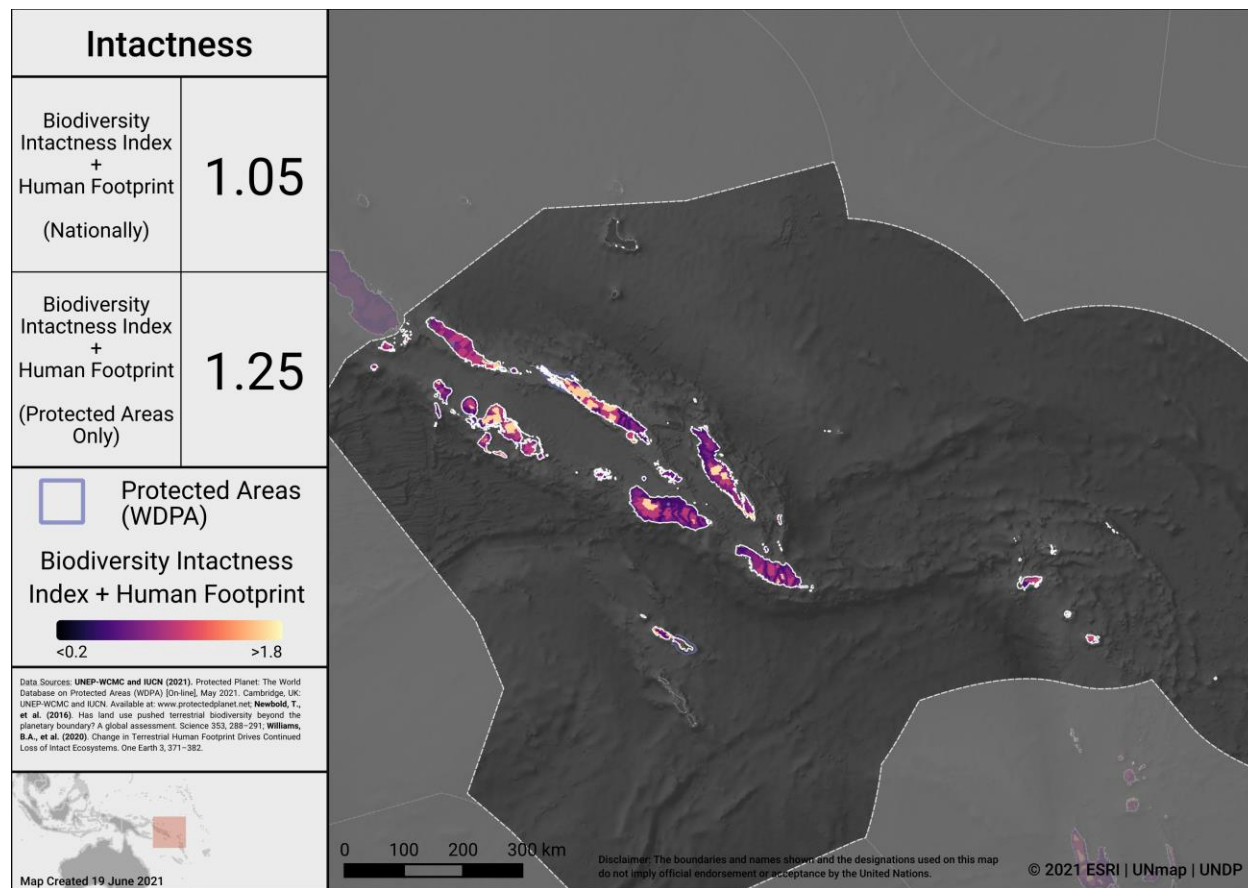 Intactness
Biodiversity
Intactness Index
+
Human Footprint
(Nationally)
1.05
Biodiversity
Intactness Index
+
Human Footprint
(Protected Areas
Only)
1.25
Protected Areas
(WDPA)
Biodiversity Intactness
Index + Human Footprint
<0.2 >1.8
Data Sources: UNEP-WCMC and IUCN (2021). Protected Planet: The World
Database on Protected Areas (WDPA) [On-line], May 2021. Cambridge, UK:
UNEP-WCMC and IUCN. Available at: www.protectedplanet.net; Newbold, T.,
et al. (2016). Has land use pushed terrestrial biodiversity beyond the
planetary boundary? A global assessment. Science 353, 288–291; Williams,
B.A., et al. (2020). Change in Terrestrial Human Footprint Drives Continued
Loss of Intact Ecosystems. One Earth 3, 371–382.
Map Created 19 June 2021
0 100 200 300 km
Disclaimer: The boundaries and names shown and the designations used on this map
do not imply official endorsement or acceptance by the United Nations.
© 2021 ESRI | UNmap | UNDP